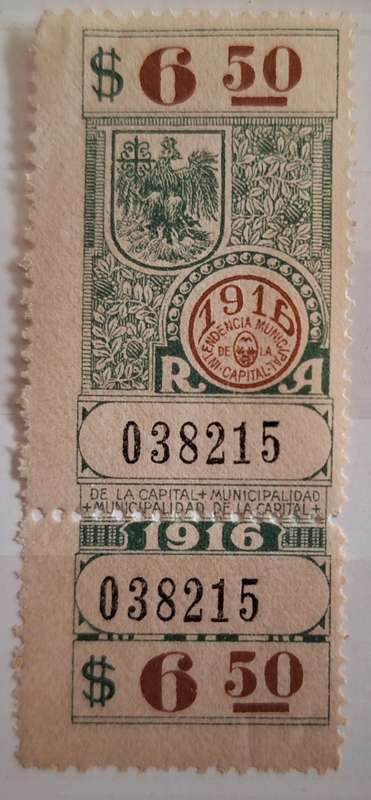 $ 6 50
1916
INTENDENCIA MUNICIPAL
DE LA
CAPITAL
R. A
038215
DE LA CAPITAL + MUNICIPALIDAD
+ MUNICIPALIDAD DE LA CAPITAL +
1916
038215
$ 6 50